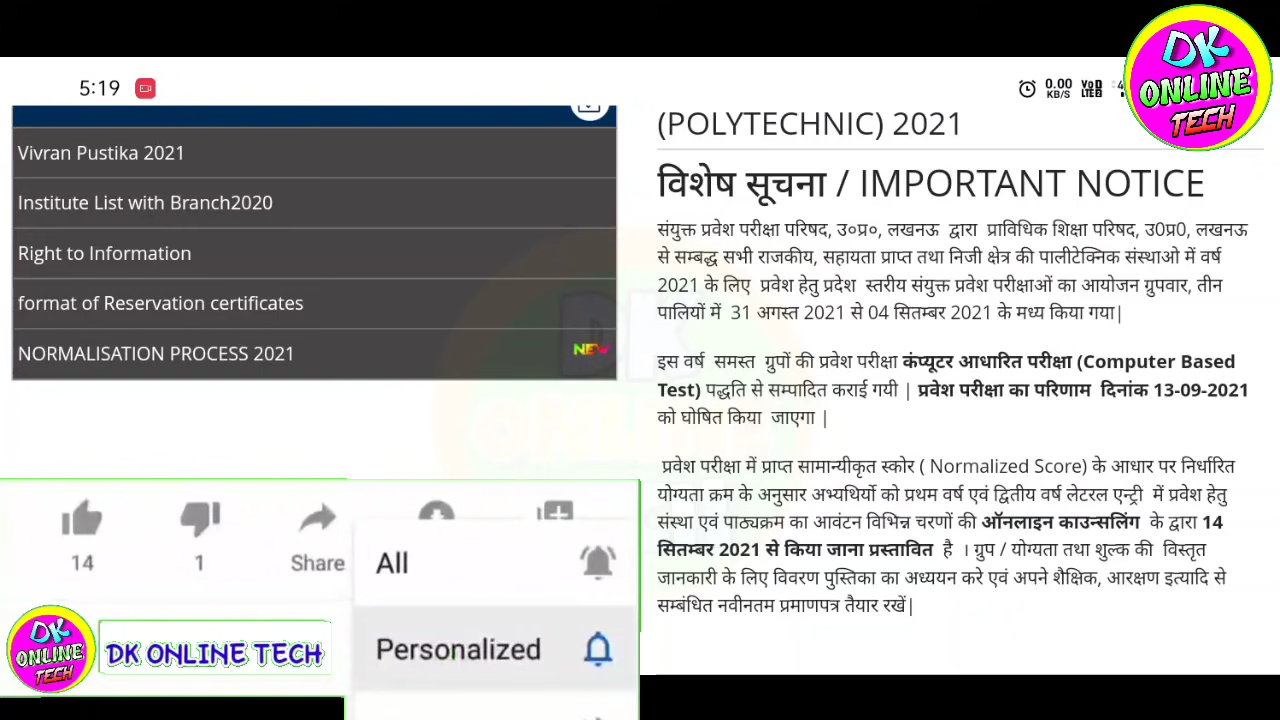 5:19
0.00
KB/S
DK
ONLINE
TECH
Vivran Pustika 2021
Institute List with Branch2020
Right to Information
format of Reservation certificates
NORMALISATION PROCESS 2021
NEW
(POLYTECHNIC) 2021
विशेष सूचना / IMPORTANT NOTICE
संयुक्त प्रवेश परीक्षा परिषद, उ०प्र०, लखनऊ द्वारा प्राविधिक शिक्षा परिषद, उ0प्र0, लखनऊ
से सम्बद्ध सभी राजकीय, सहायता प्राप्त तथा निजी क्षेत्र की पालीटेक्निक संस्थाओ में वर्ष
2021 के लिए प्रवेश हेतु प्रदेश स्तरीय संयुक्त प्रवेश परीक्षाओं का आयोजन ग्रुपवार, तीन
पालियों में 31 अगस्त 2021 से 04 सितम्बर 2021 के मध्य किया गया|
इस वर्ष समस्त ग्रुपों की प्रवेश परीक्षा कंप्यूटर आधारित परीक्षा (Computer Based
Test) पद्धति से सम्पादित कराई गयी | प्रवेश परीक्षा का परिणाम दिनांक 13-09-2021
को घोषित किया जाएगा |
प्रवेश परीक्षा में प्राप्त सामान्यीकृत स्कोर ( Normalized Score) के आधार पर निर्धारित
योग्यता क्रम के अनुसार अभ्यथिर्यो को प्रथम वर्ष एवं द्वितीय वर्ष लेटरल एन्ट्री में प्रवेश हेतु
संस्था एवं पाठ्यक्रम का आवंटन विभिन्न चरणों की ऑनलाइन काउन्सलिंग के द्वारा 14
सितम्बर 2021 से किया जाना प्रस्तावित है । ग्रुप / योग्यता तथा शुल्क की विस्तृत
जानकारी के लिए विवरण पुस्तिका का अध्ययन करे एवं अपने शैक्षिक, आरक्षण इत्यादि से
सम्बंधित नवीनतम प्रमाणपत्र तैयार रखें|
14
1
Share
All
Personalized
DK
ONLINE
TECH
DK ONLINE TECH